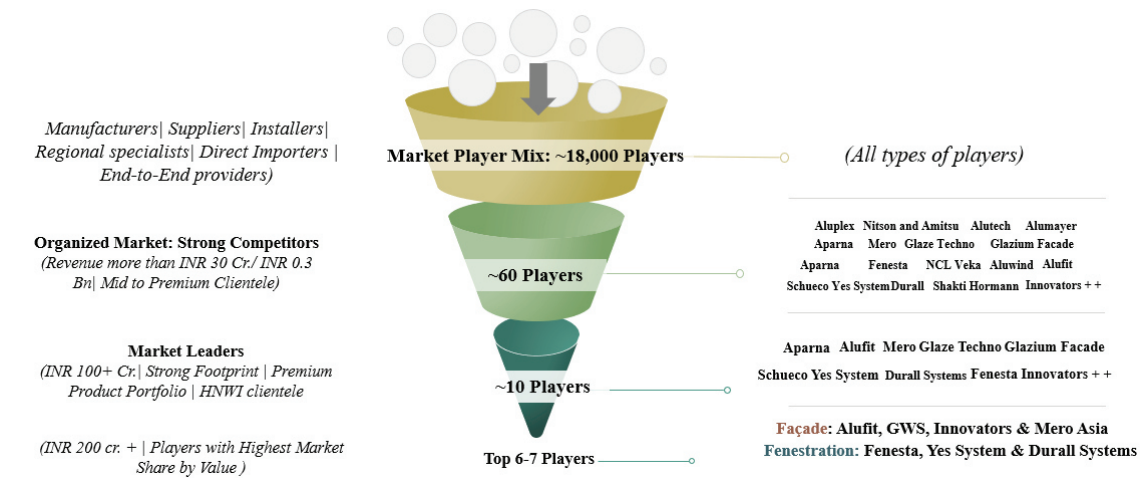 Manufacturers| Suppliers| Installers|
Regional specialists| Direct Importers |
End-to-End providers)
Market Player Mix: ~18,000 Players
(All types of players)
Organized Market: Strong Competitors
(Revenue more than INR 30 Cr./ INR 0.3
Bn| Mid to Premium Clientele)
~60 Players
Aluplex Nitson and Amitsu Alutech Alumayer
Aparna Mero Glaze Techno Glazium Facade
Aparna Fenesta NCL Veka Aluwind Alufit
Schueco Yes System Durall Shakti Hormann Innovators + +
Market Leaders
(INR 100+ Cr.| Strong Footprint | Premium
Product Portfolio | HNWI clientele
~10 Players
Aparna Alufit Mero Glaze Techno Glazium Facade
Schueco Yes System Durall Systems Fenesta Innovators + +
(INR 200 cr. + | Players with Highest Market
Share by Value )
Top 6-7 Players
Façade: Alufit, GWS, Innovators & Mero Asia
Fenestration: Fenesta, Yes System & Durall Systems